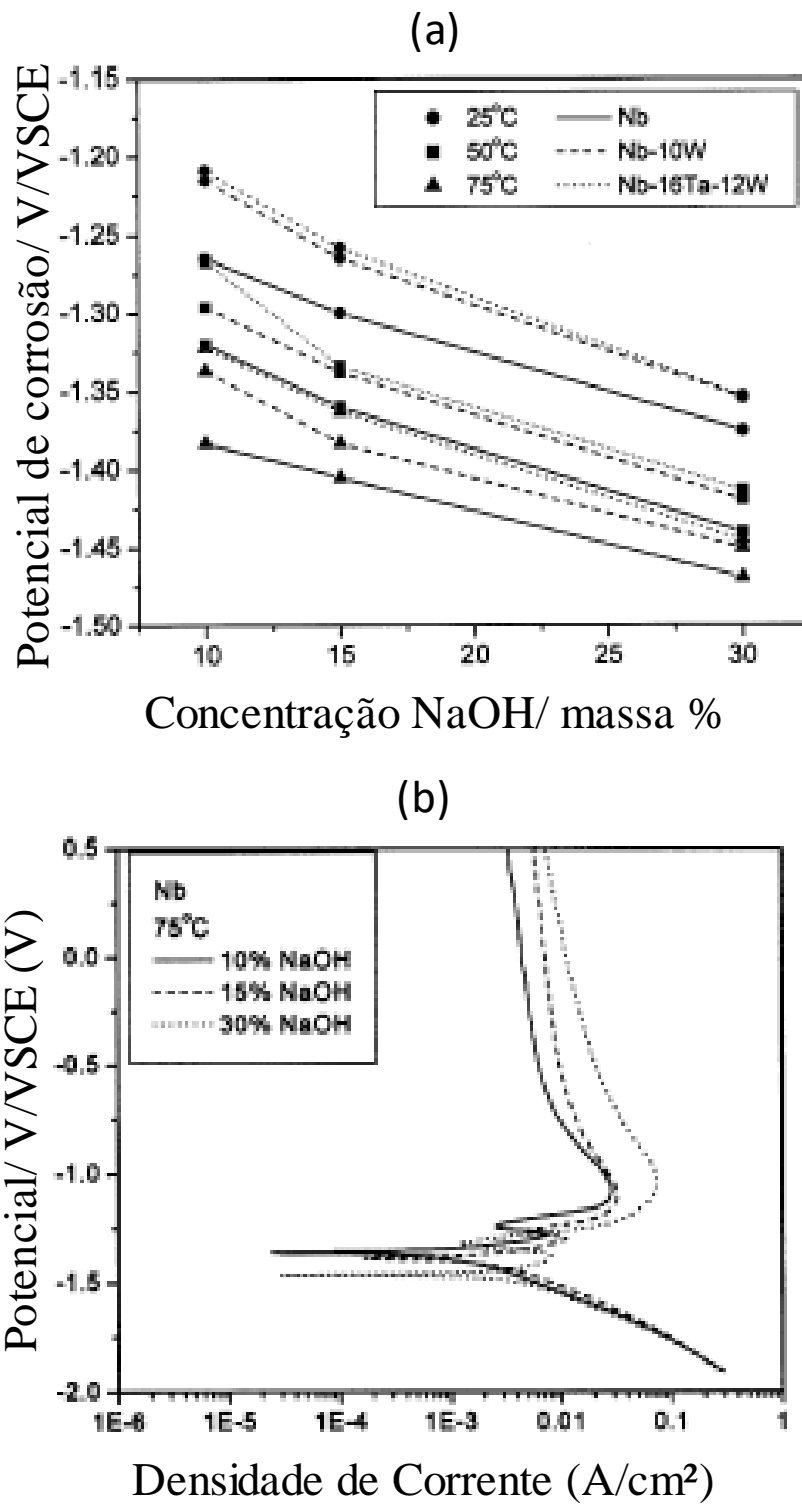 (a)
Potencial de corrosão/ V/VSCE
-1.15
-1.20
-1.25
-1.30
-1.35
-1.40
-1.45
-1.50
25°C Nb
50°C Nb-10W
75°C Nb-16Ta-12W
10 15 20 25 30
Concentração NaOH/ massa %
(b)
Potencial/ V/VSCE (V)
0.5
0.0
-0.5
-1.0
-1.5
-2.0
Nb
75°C
10% NaOH
15% NaOH
30% NaOH
1E-6 1E-5 1E-4 1E-3 0.01 0.1 1
Densidade de Corrente (A/cm²)